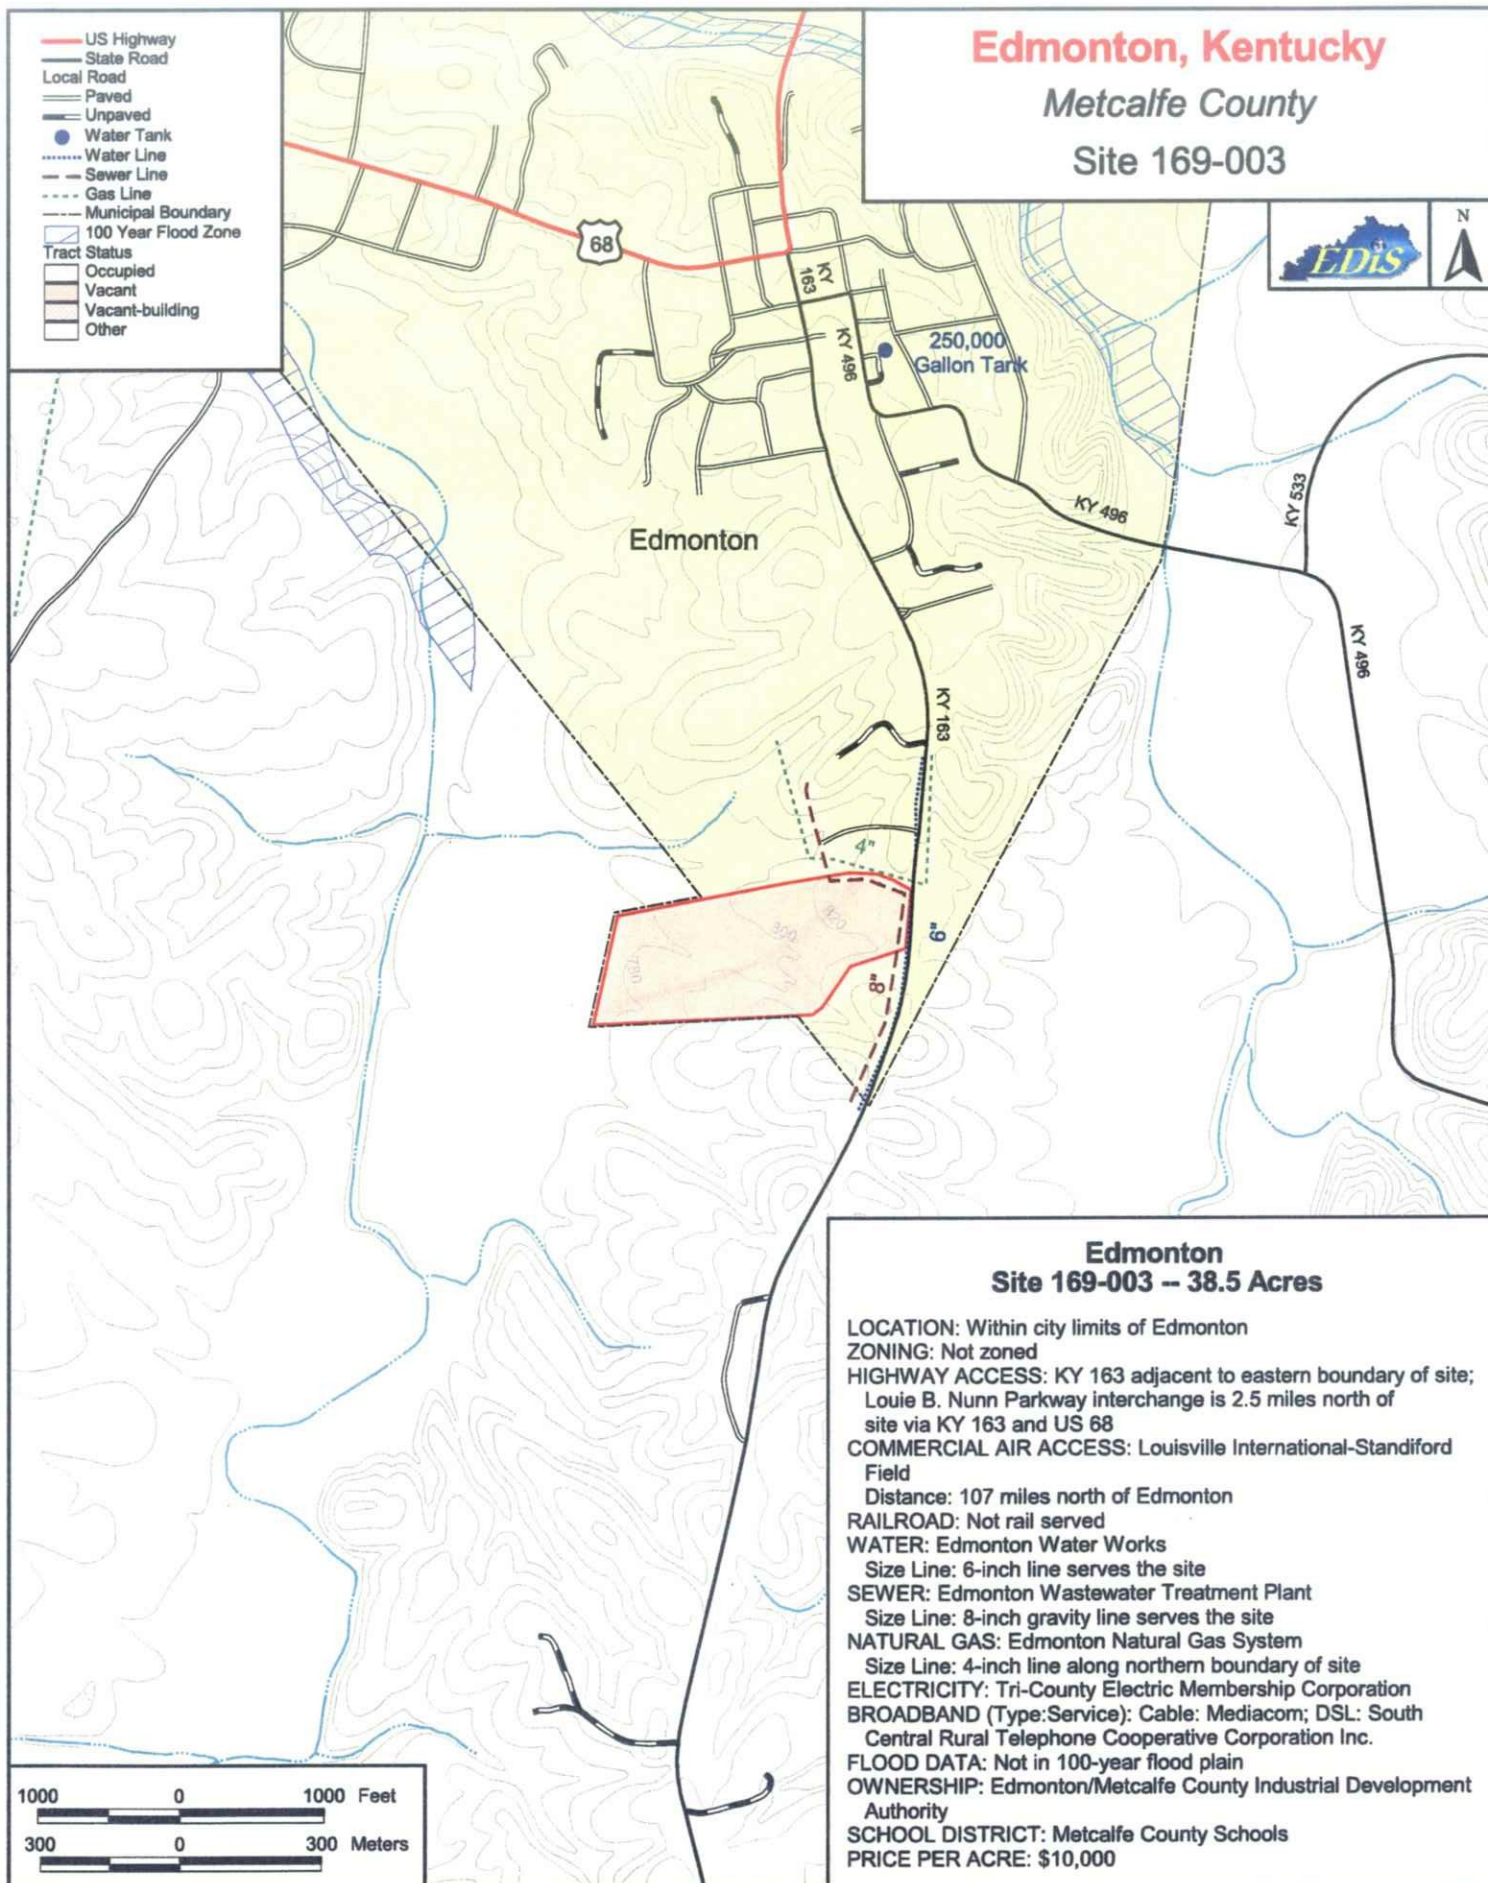 US Highway
State Road
Local Road
Paved
Unpaved
Water Tank
Water Line
Sewer Line
Gas Line
Municipal Boundary
100 Year Flood Zone
Tract Status
Occupied
Vacant
Vacant-building
Other
Edmonton, Kentucky
Metcalfe County
Site 169-003
EDiS
N
68
KY 163
KY 496
250,000
Gallon Tank
KY 496
KY 533
KY 496
Edmonton
KY 163
4"
6"
8"
820
800
780
Edmonton
Site 169-003 -- 38.5 Acres
LOCATION: Within city limits of Edmonton
ZONING: Not zoned
HIGHWAY ACCESS: KY 163 adjacent to eastern boundary of site;
Louie B. Nunn Parkway interchange is 2.5 miles north of
site via KY 163 and US 68
COMMERCIAL AIR ACCESS: Louisville International-Standiford
Field
Distance: 107 miles north of Edmonton
RAILROAD: Not rail served
WATER: Edmonton Water Works
Size Line: 6-inch line serves the site
SEWER: Edmonton Wastewater Treatment Plant
Size Line: 8-inch gravity line serves the site
NATURAL GAS: Edmonton Natural Gas System
Size Line: 4-inch line along northern boundary of site
ELECTRICITY: Tri-County Electric Membership Corporation
BROADBAND (Type:Service): Cable: Mediacom; DSL: South
Central Rural Telephone Cooperative Corporation Inc.
FLOOD DATA: Not in 100-year flood plain
OWNERSHIP: Edmonton/Metcalfe County Industrial Development
Authority
SCHOOL DISTRICT: Metcalfe County Schools
PRICE PER ACRE: $10,000
1000 0 1000 Feet
300 0 300 Meters